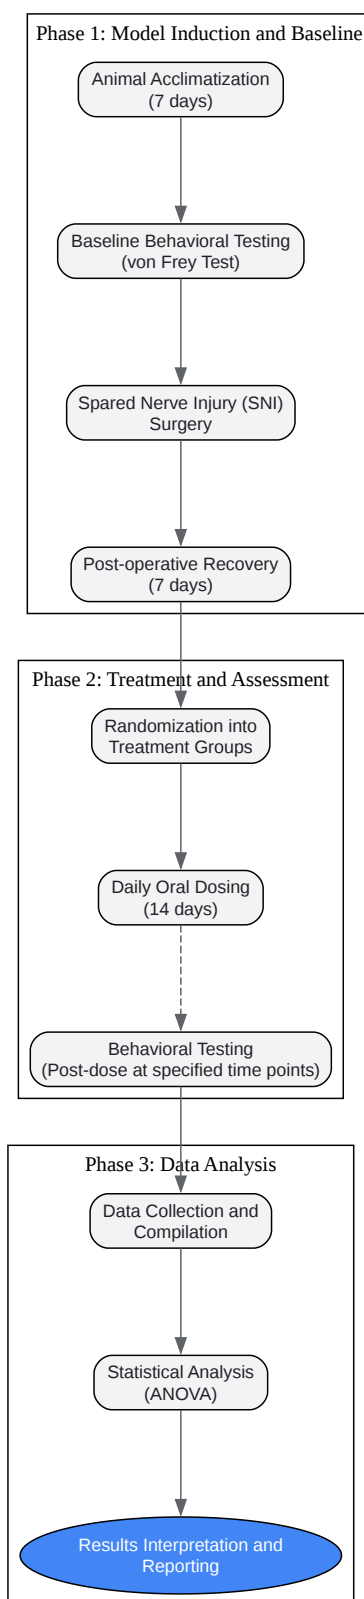 Phase 1: Model Induction and Baseline
Animal Acclimatization
(7 days)
Baseline Behavioral Testing
(von Frey Test)
Spared Nerve Injury (SNI)
Surgery
Post-operative Recovery
(7 days)
Phase 2: Treatment and Assessment
Randomization into
Treatment Groups
Daily Oral Dosing
(14 days)
Behavioral Testing
(Post-dose at specified time points)
Phase 3: Data Analysis
Data Collection and
Compilation
Statistical Analysis
(ANOVA)
Results Interpretation and
Reporting